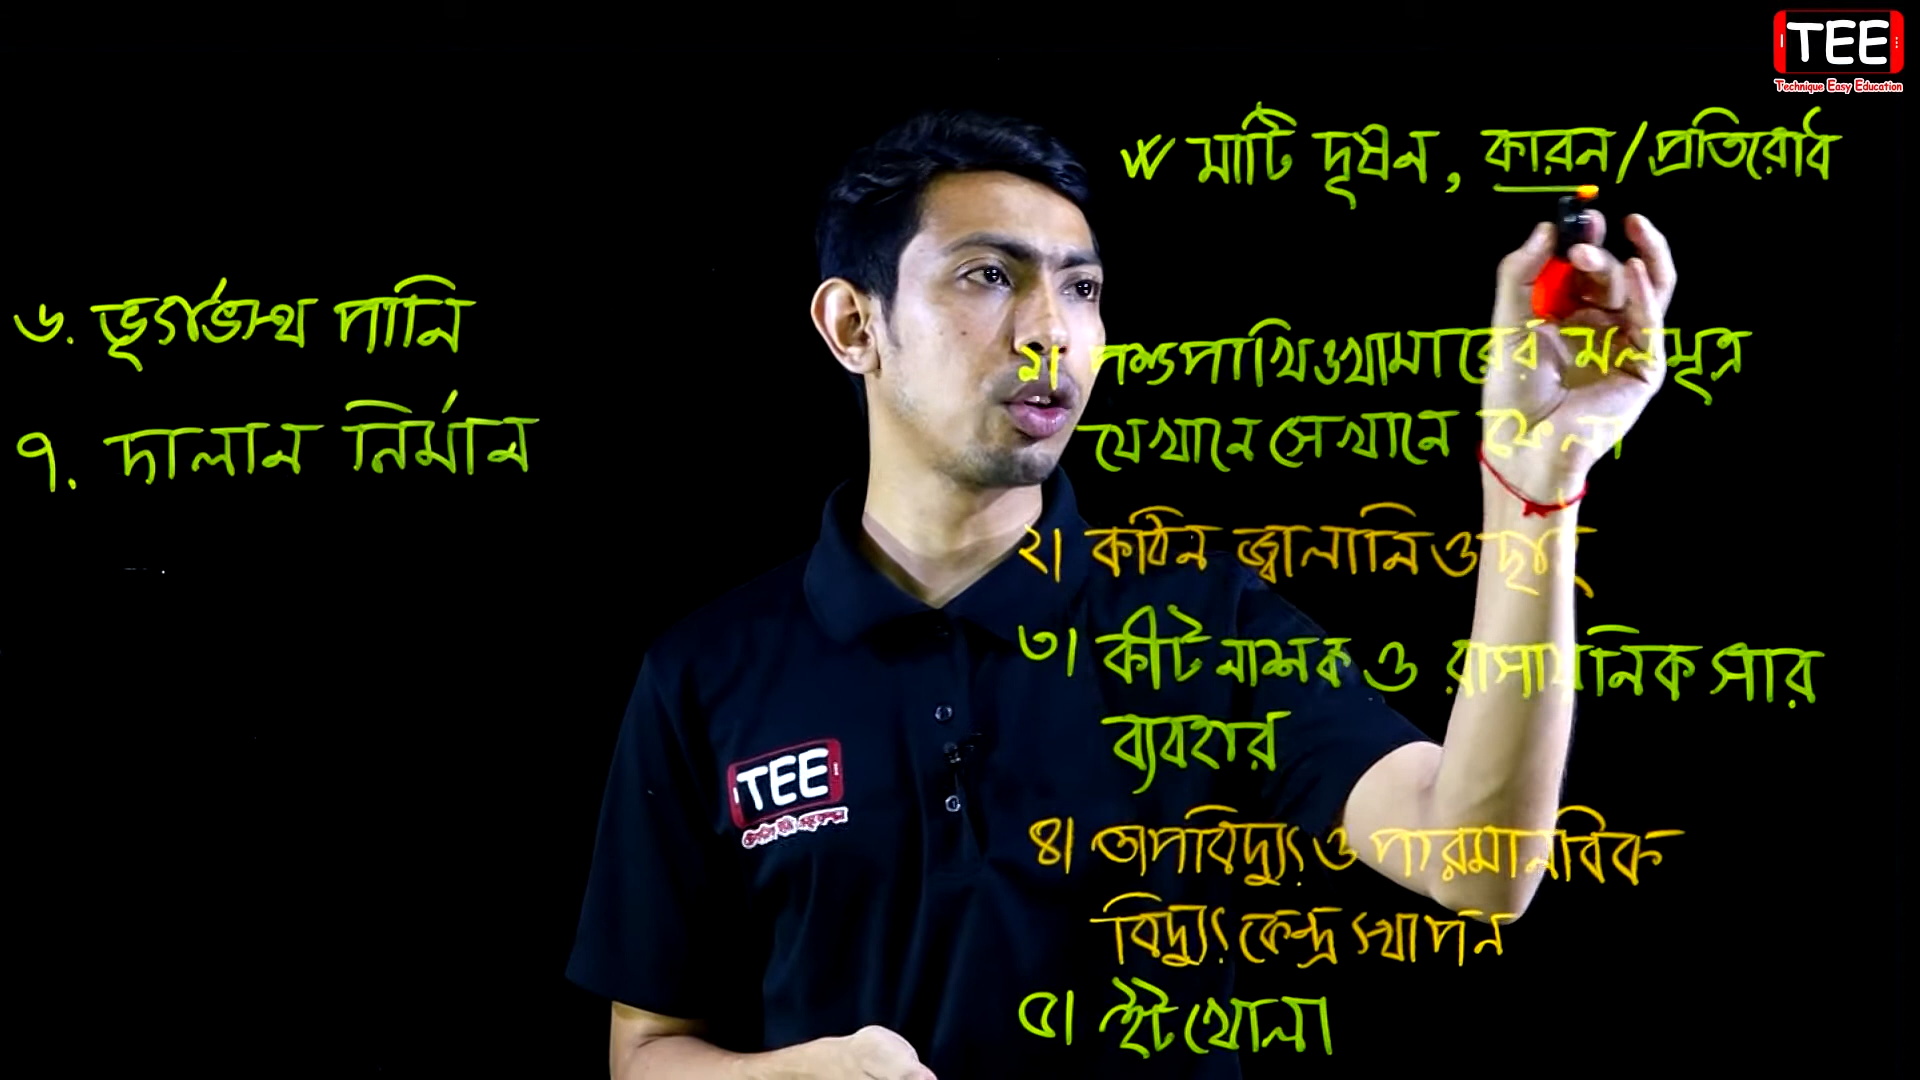 TEE
Technique Easy Education
মাটি দূষন, কারন/প্রতিরোধ
১। পশুপাখি ও খামারের মলমূত্র
যেখানে সেখানে ফেলা
২। কঠিন জ্বালানি ও ছাই
৩। কীটনাশক ও রাসায়নিক সার
ব্যবহার
৪। তাপবিদ্যুৎ ও পারমানবিক
বিদ্যুৎ কেন্দ্র স্থাপন
৫। ইটখোলা
৬. ভূগর্ভস্থ পানি
৭. দালান নির্মান
TEE